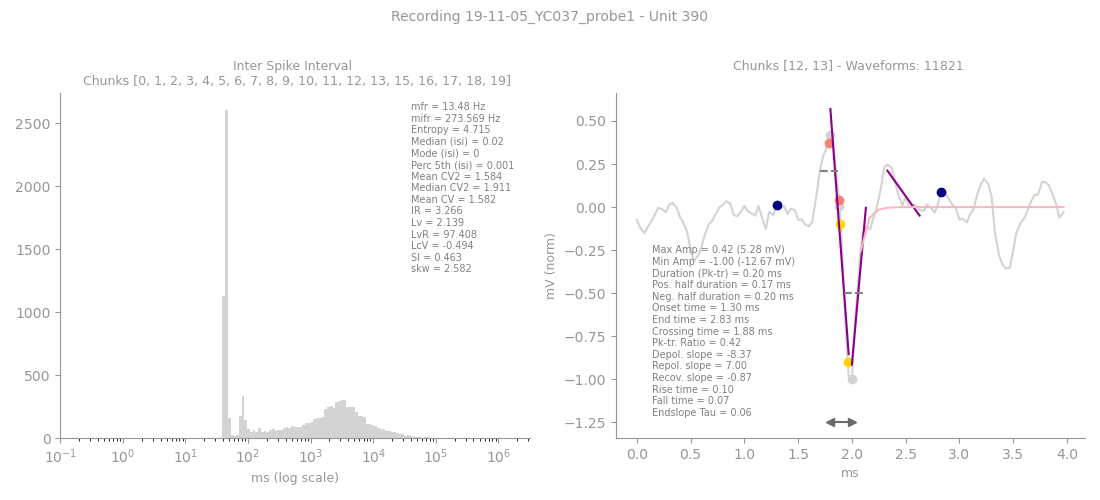 Recording 19-11-05_YC037_probe1 - Unit 390
Inter Spike Interval
Chunks [0, 1, 2, 3, 4, 5, 6, 7, 8, 9, 10, 11, 12, 13, 15, 16, 17, 18, 19]
mfr = 13.48 Hz
mifr = 273.569 Hz
Entropy = 4.715
Median (isi) = 0.02
Mode (isi) = 0
Perc 5th (isi) = 0.001
Mean CV2 = 1.584
Median CV2 = 1.911
Mean CV = 1.582
IR = 3.266
Lv = 2.139
LvR = 97.408
LcV = -0.494
SI = 0.463
skw = 2.582
2500
2000
1500
1000
500
0
10⁻¹ 10⁰ 10¹ 10² 10³ 10⁴ 10⁵ 10⁶
ms (log scale)
Chunks [12, 13] - Waveforms: 11821
mV (norm)
0.50
0.25
0.00
−0.25
−0.50
−0.75
−1.00
−1.25
Max Amp = 0.42 (5.28 mV)
Min Amp = -1.00 (-12.67 mV)
Duration (Pk-tr) = 0.20 ms
Pos. half duration = 0.17 ms
Neg. half duration = 0.20 ms
Onset time = 1.30 ms
End time = 2.83 ms
Crossing time = 1.88 ms
Pk-tr. Ratio = 0.42
Depol. slope = -8.37
Repol. slope = 7.00
Recov. slope = -0.87
Rise time = 0.10
Fall time = 0.07
Endslope Tau = 0.06
0.0 0.5 1.0 1.5 2.0 2.5 3.0 3.5 4.0
ms